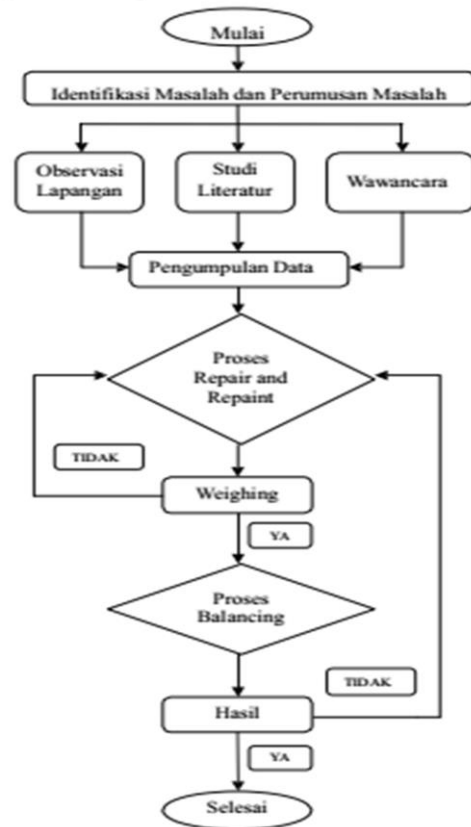 Mulai
Identifikasi Masalah dan Perumusan Masalah
Observasi
Lapangan
Studi
Literatur
Wawancara
Pengumpulan Data
Proses
Repair and
Repaint
TIDAK
Weighing
YA
Proses
Balancing
TIDAK
Hasil
YA
Selesai